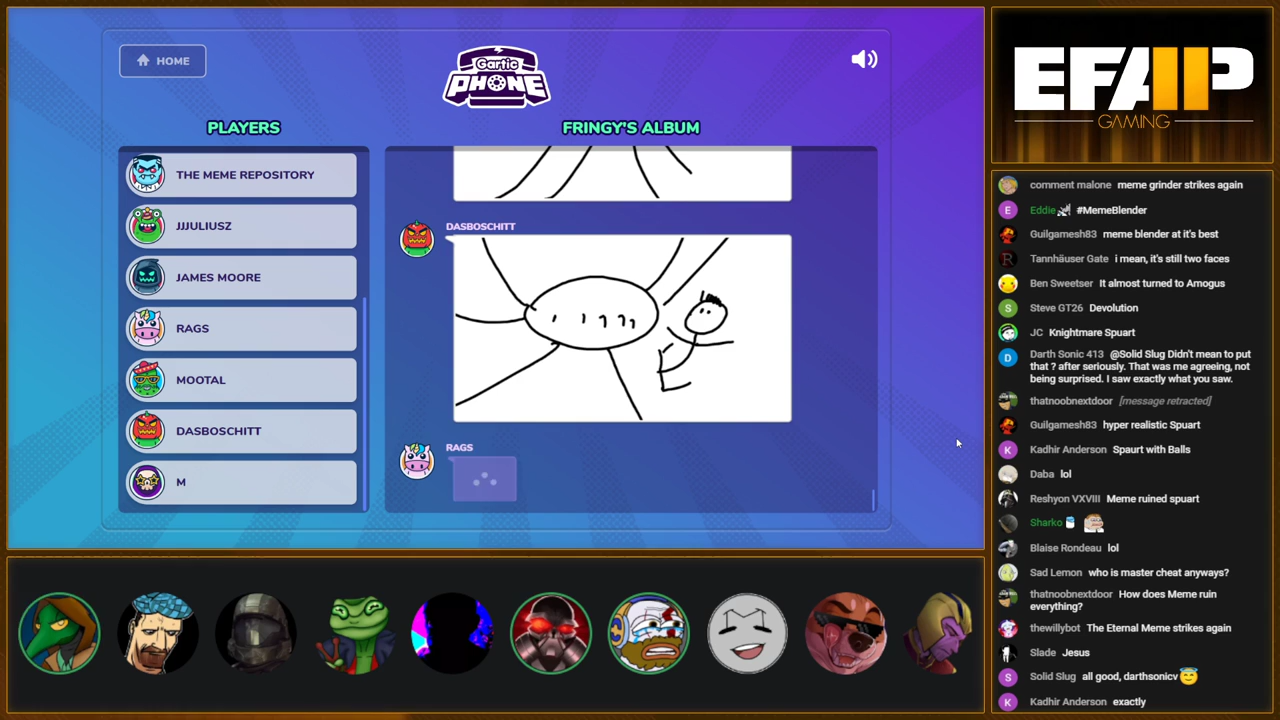 HOME
Gartic
PHONE
PLAYERS
FRINGY'S ALBUM
THE MEME REPOSITORY
JJJULIUSZ
JAMES MOORE
RAGS
MOOTAL
DASBOSCHITT
M
DASBOSCHITT
RAGS
EFAP
GAMING
comment malone meme grinder strikes again
E Eddie #MemeBlender
Guilgamesh83 meme blender at it's best
R Tannhäuser Gate i mean, it's still two faces
Ben Sweetser It almost turned to Amogus
S Steve GT26 Devolution
JC Knightmare Spuart
D Darth Sonic 413 @Solid Slug Didn't mean to put
that ? after seriously. That was me agreeing, not
being surprised. I saw exactly what you saw.
thatnoobnextdoor [message retracted]
Guilgamesh83 hyper realistic Spuart
K Kadhir Anderson Spaurt with Balls
Daba lol
Reshyon VXVIII Meme ruined spuart
Sharko
Blaise Rondeau lol
Sad Lemon who is master cheat anyways?
thatnoobnextdoor How does Meme ruin
everything?
thewillybot The Eternal Meme strikes again
Slade Jesus
S Solid Slug all good, darthsonicv
K Kadhir Anderson exactly